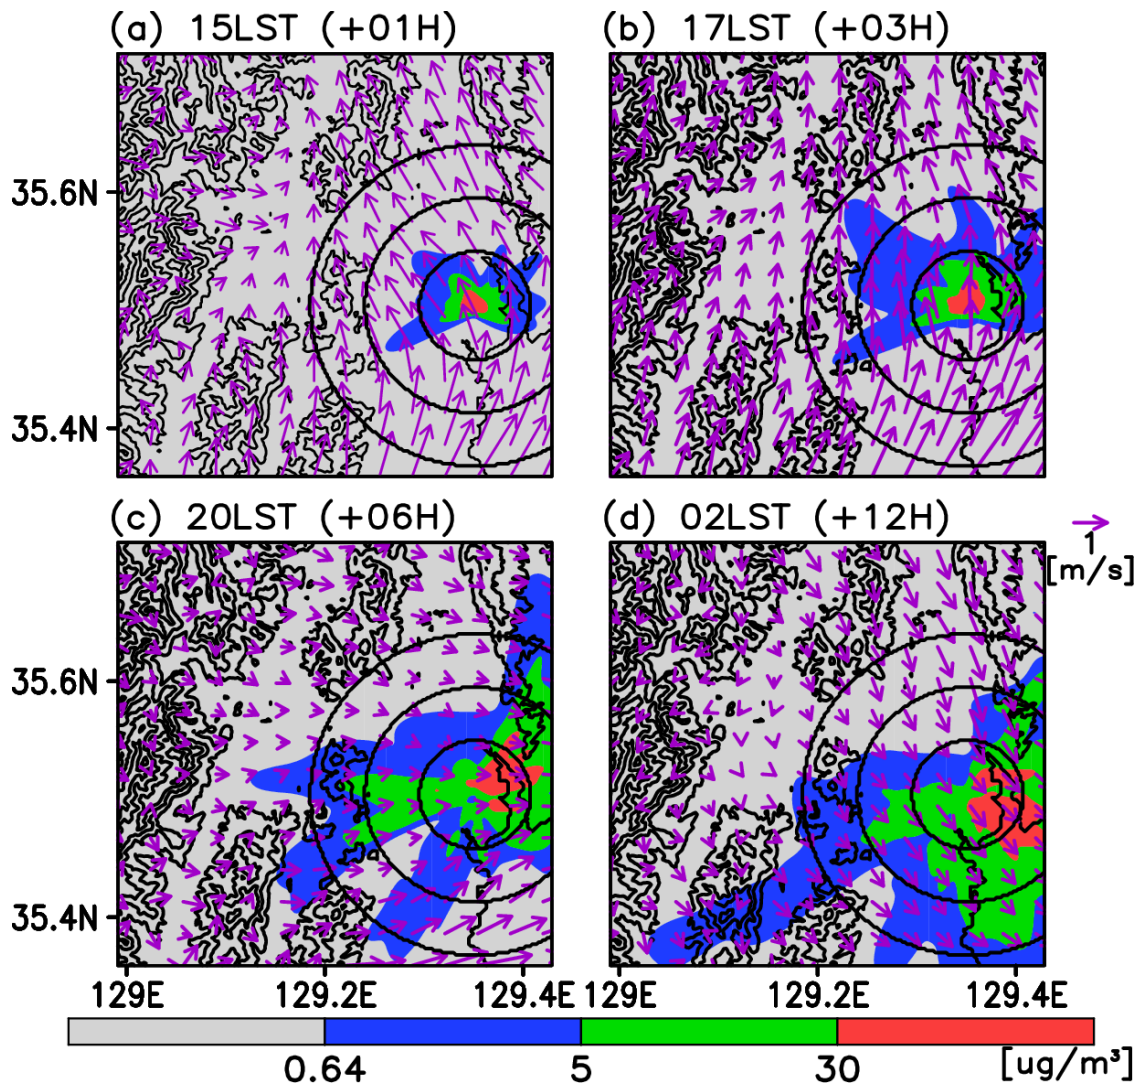 (a) 15LST (+01H)
(b) 17LST (+03H)
35.6N
35.4N
(c) 20LST (+06H)
(d) 02LST (+12H)
1
[m/s]
35.6N
35.4N
129E
129.2E
129.4E
129E
129.2E
129.4E
0.64
5
30
[ug/m³]